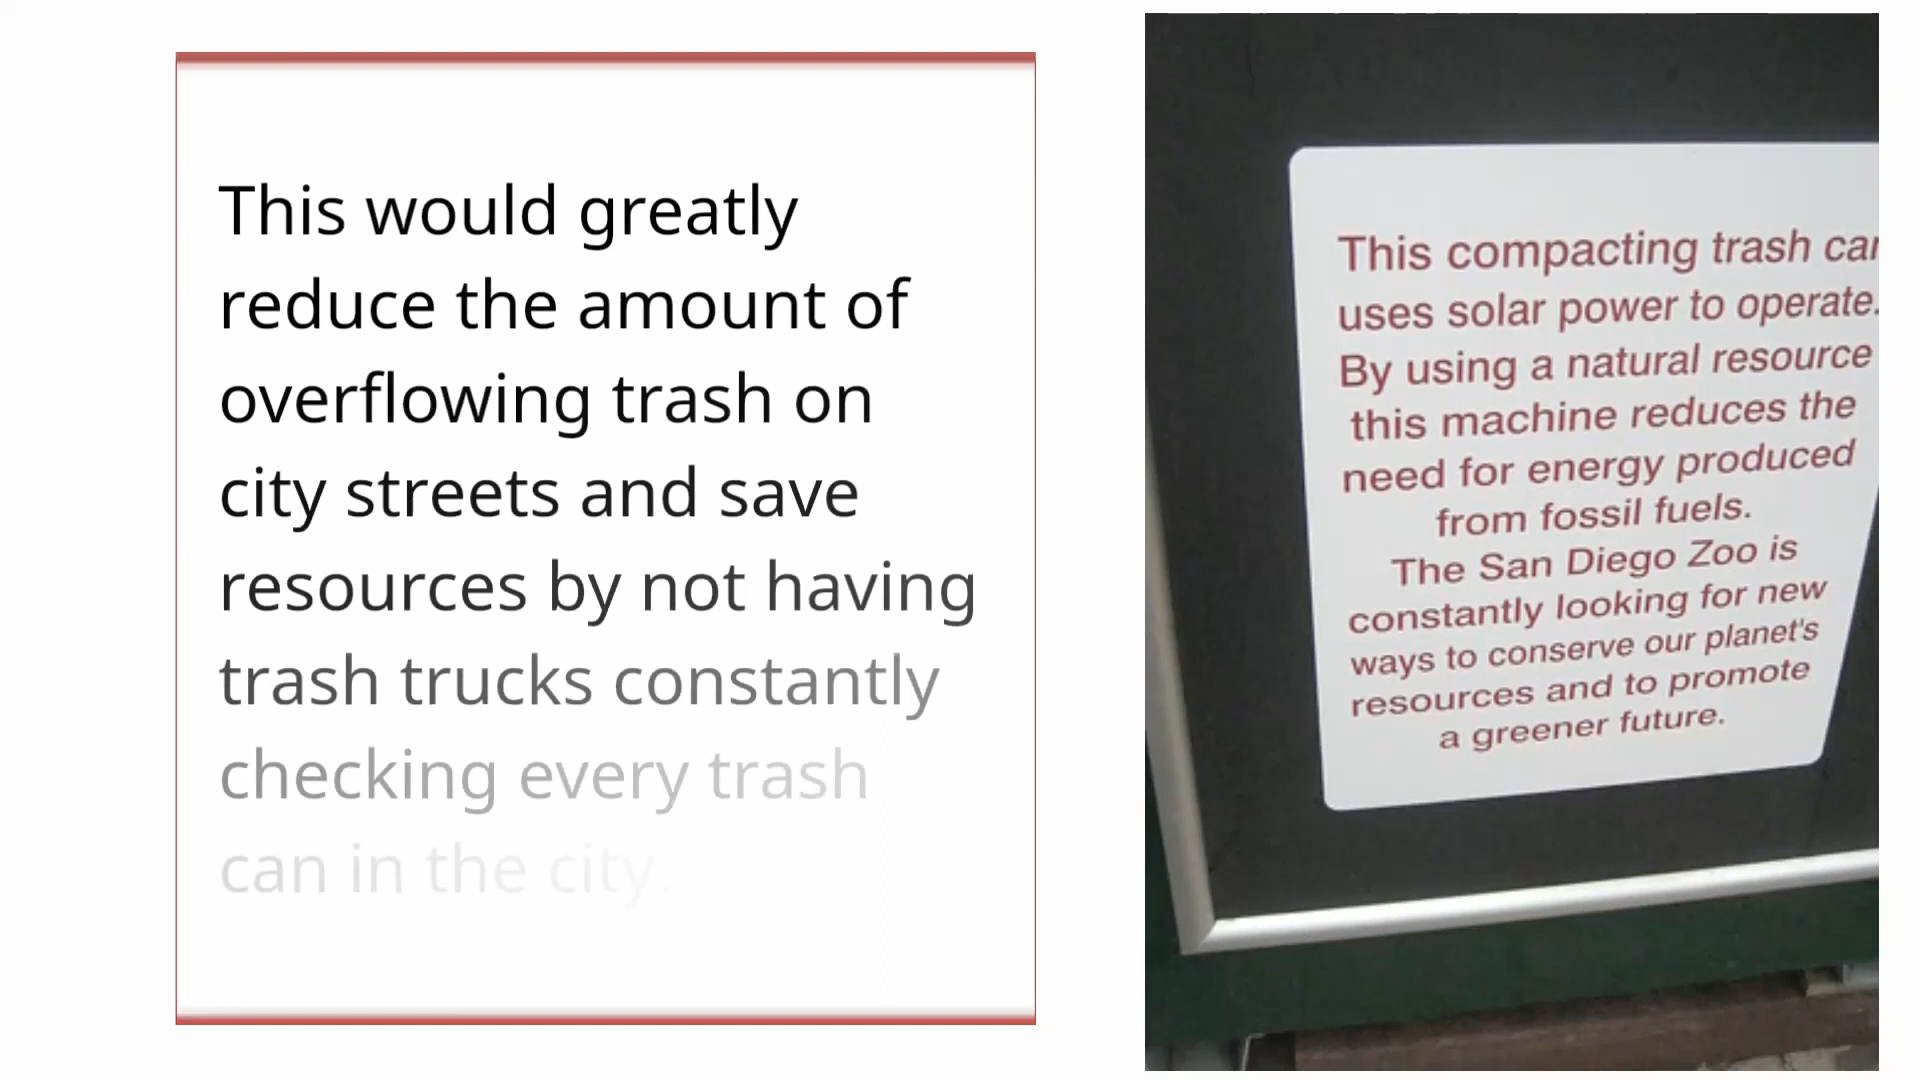 This would greatly
reduce the amount of
overflowing trash on
city streets and save
resources by not having
trash trucks constantly
checking every trash
can in the city.
This compacting trash can
uses solar power to operate.
By using a natural resource
this machine reduces the
need for energy produced
from fossil fuels.
The San Diego Zoo is
constantly looking for new
ways to conserve our planet's
resources and to promote
a greener future.